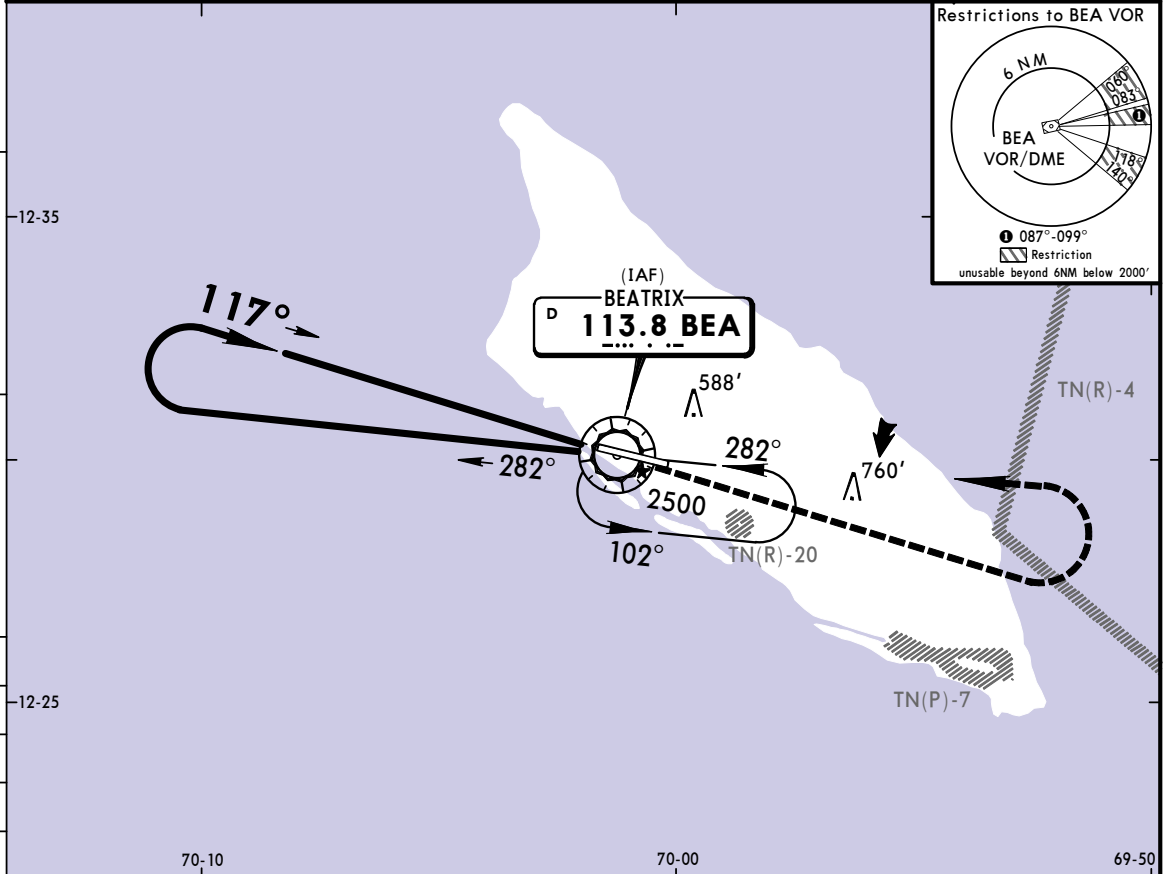 Restrictions to BEA VOR
6 NM
060°
083°
❶
BEA
VOR/DME
118°
140°
❶ 087°-099°
Restriction
unusable beyond 6NM below 2000'
12-35
(IAF)
BEATRIX
D 113.8 BEA
117°
588'
TN(R)-4
282°
282°
760'
2500
102°
TN(R)-20
TN(P)-7
12-25
70-10
70-00
69-50